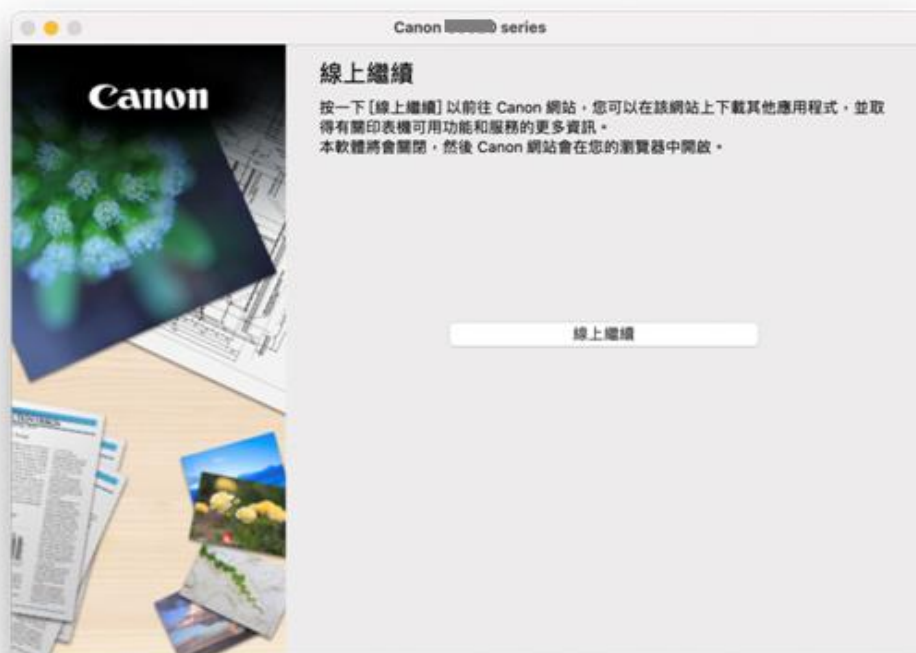 Canon series
Canon
線上繼續
按一下 [線上繼續] 以前往 Canon 網站,您可以在該網站上下載其他應用程式,並取
得有關印表機可用功能和服務的更多資訊。
本軟體將會關閉,然後 Canon 網站會在您的瀏覽器中開啟。
線上繼續